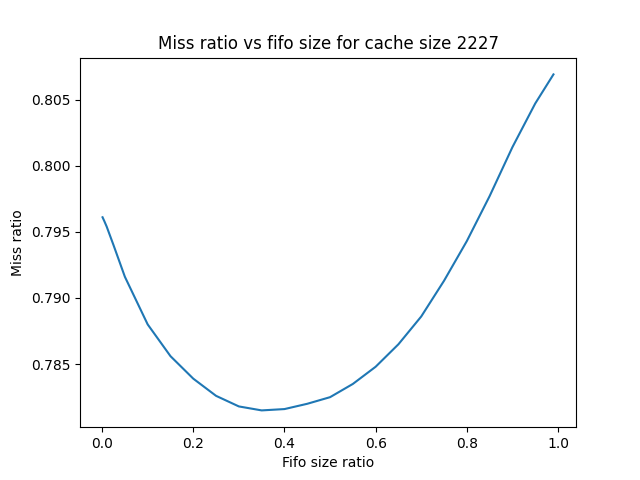 Miss ratio vs fifo size for cache size 2227
0.805
0.800
0.795
0.790
0.785
Miss ratio
0.0 0.2 0.4 0.6 0.8 1.0
Fifo size ratio